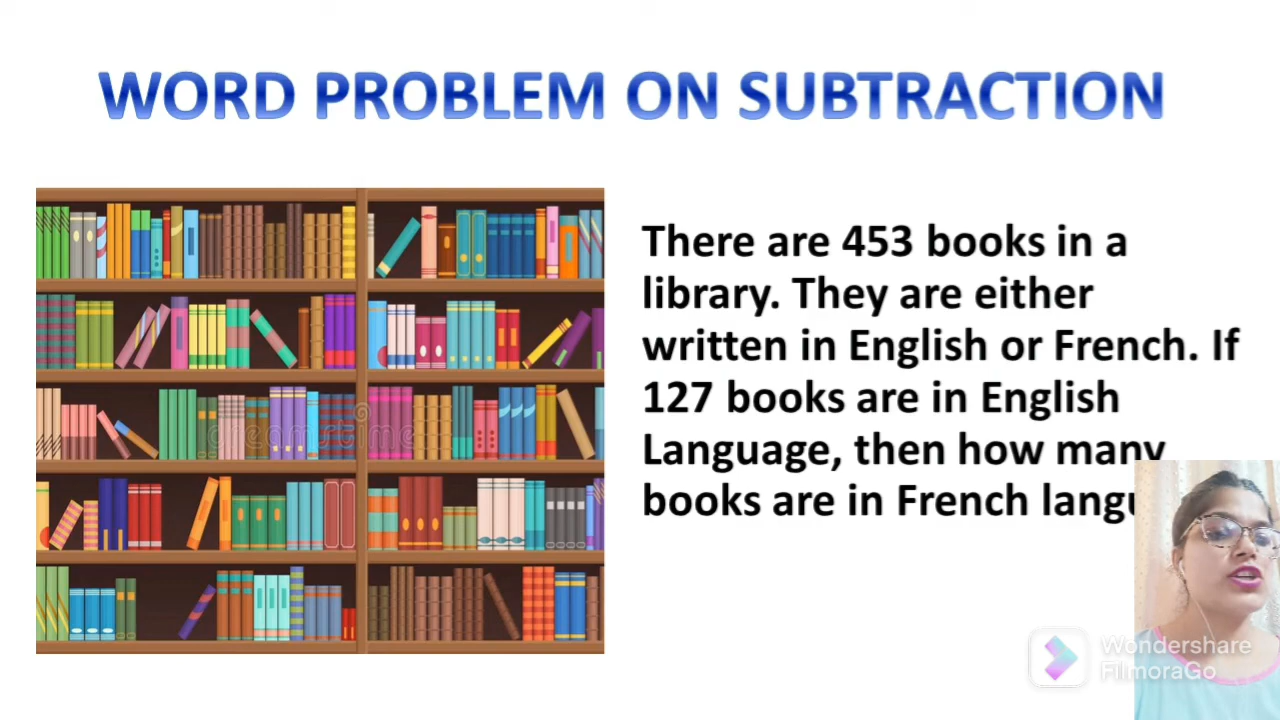 WORD PROBLEM ON SUBTRACTION
There are 453 books in a
library. They are either
written in English or French. If
127 books are in English
Language, then how many
books are in French langu
dreamstime
Wondershare
FilmoraGo